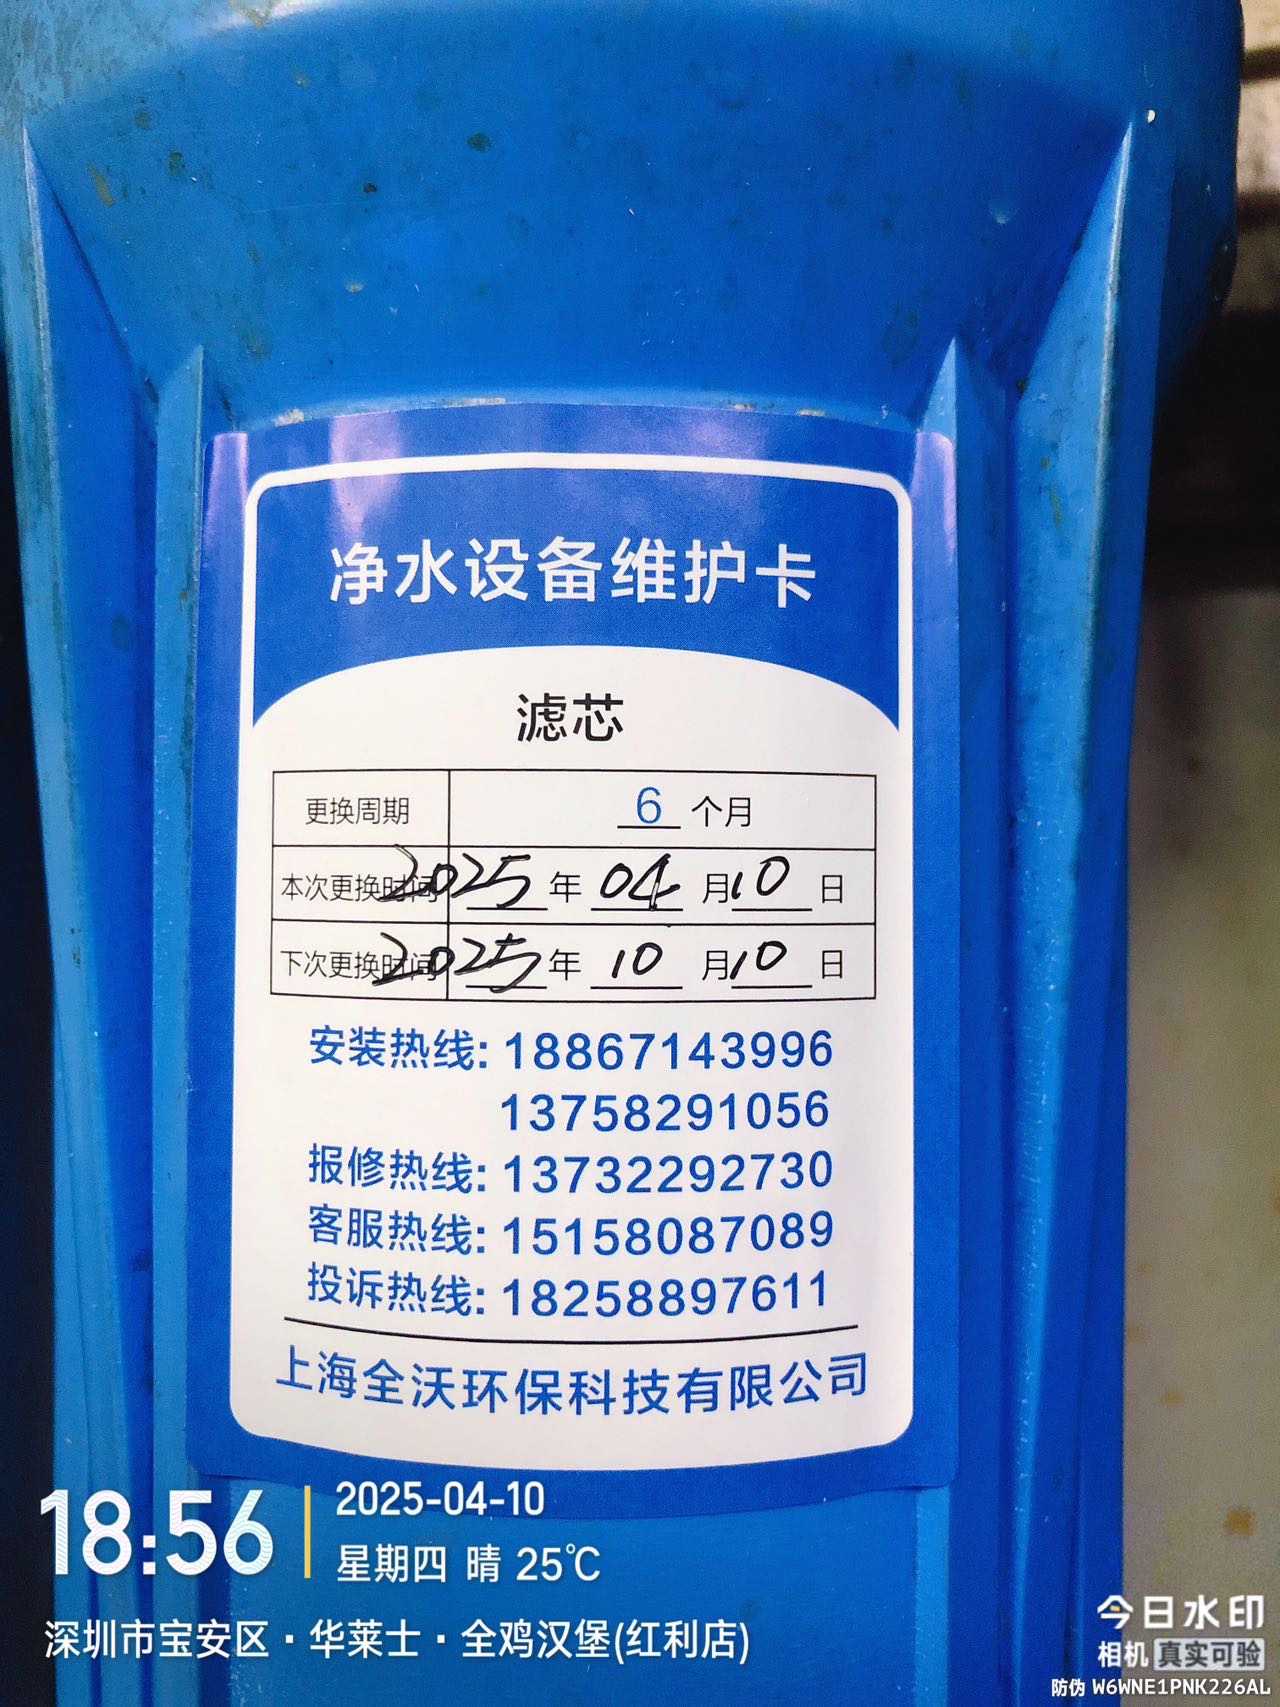 净水设备维护卡
滤芯
更换周期 6 个月
本次更换时间 2025 年 04 月 10 日
下次更换时间 2025 年 10 月 10 日
安装热线: 18867143996
13758291056
报修热线: 13732292730
客服热线: 15158087089
投诉热线: 18258897611
上海全沃环保科技有限公司
18:56 2025-04-10
星期四 晴 25℃
深圳市宝安区·华莱士·全鸡汉堡(红利店)
今日水印
相机 真实可验
防伪 W6WNE1PNK226AL